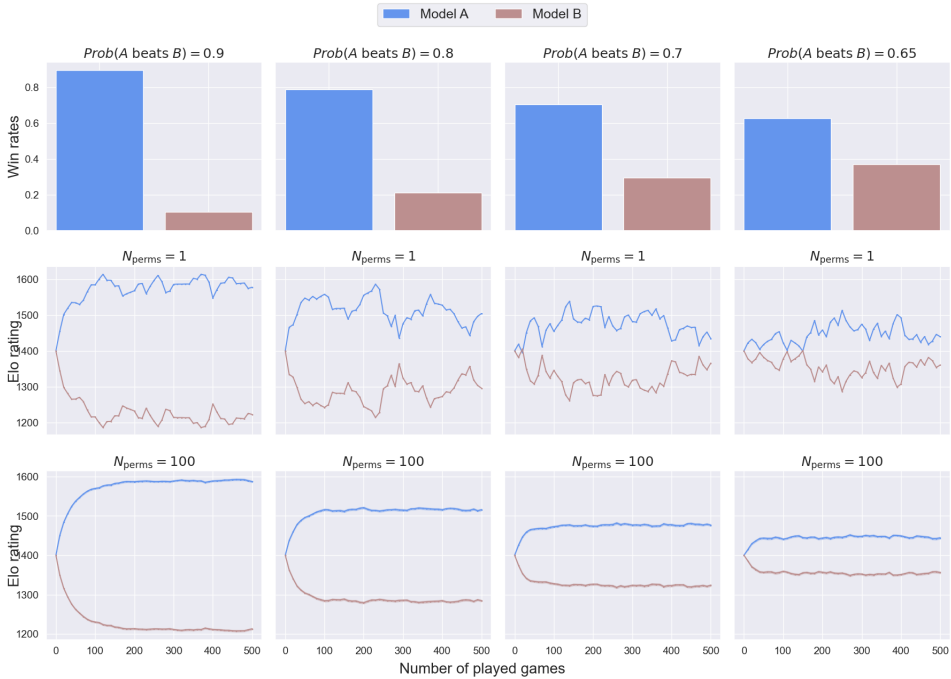 Model A Model B
Prob(A beats B) = 0.9 Prob(A beats B) = 0.8 Prob(A beats B) = 0.7 Prob(A beats B) = 0.65
Win rates
0.8
0.6
0.4
0.2
0.0
N_perms = 1 N_perms = 1 N_perms = 1 N_perms = 1
Elo rating
1600
1500
1400
1300
1200
N_perms = 100 N_perms = 100 N_perms = 100 N_perms = 100
Elo rating
1600
1500
1400
1300
1200
0 100 200 300 400 500 0 100 200 300 400 500 0 100 200 300 400 500 0 100 200 300 400 500
Number of played games